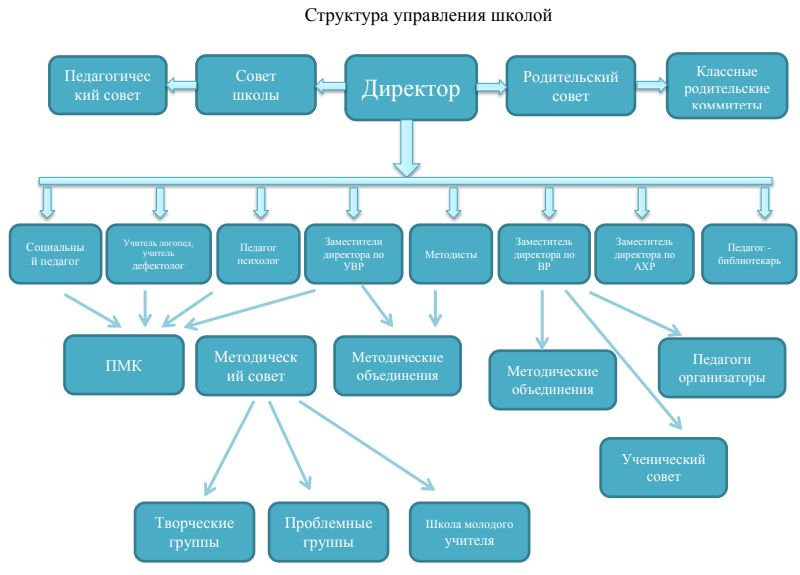 Структура управления школой
Педагогичес
кий совет
Совет
школы
Директор
Родительский
совет
Классные
родительские
коммитеты
Социальны
й педагог
Учитель логопед,
учитель
дефектолог
Педагог
психолог
Заместители
директора по
УВР
Методисты
Заместитель
директора по
ВР
Заместитель
директора по
АХР
Педагог -
библиотекарь
ПМК
Методическ
ий совет
Методические
объединения
Методические
объединения
Педагоги
организаторы
Ученический
совет
Творческие
группы
Проблемные
группы
Школа молодого
учителя